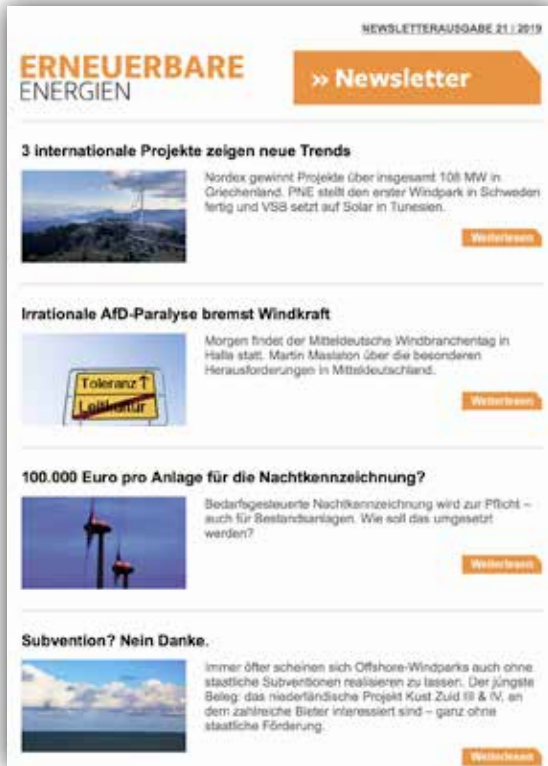 NEWSLETTERAUSGABE 21 | 2019
ERNEUERBARE
ENERGIEN
›› Newsletter
3 internationale Projekte zeigen neue Trends
Nordex gewinnt Projekte über insgesamt 108 MW in
Griechenland. PNE stellt den erster Windpark in Schweden
fertig und VSB setzt auf Solar in Tunesien.
Weiterlesen
Irrationale AfD-Paralyse bremst Windkraft
Toleranz ↑
Leitkultur
Morgen findet der Mitteldeutsche Windbranchentag in
Halle statt. Martin Maslaton über die besonderen
Herausforderungen in Mitteldeutschland.
Weiterlesen
100.000 Euro pro Anlage für die Nachtkennzeichnung?
Bedarfsgesteuerte Nachtkennzeichnung wird zur Pflicht –
auch für Bestandsanlagen. Wie soll das umgesetzt
werden?
Weiterlesen
Subvention? Nein Danke.
Immer öfter scheinen sich Offshore-Windparks auch ohne
staatliche Subventionen realisieren zu lassen. Der jüngste
Beleg: das niederländische Projekt Kust Zuid III & IV, an
dem zahlreiche Bieter interessiert sind – ganz ohne
staatliche Förderung.
Weiterlesen